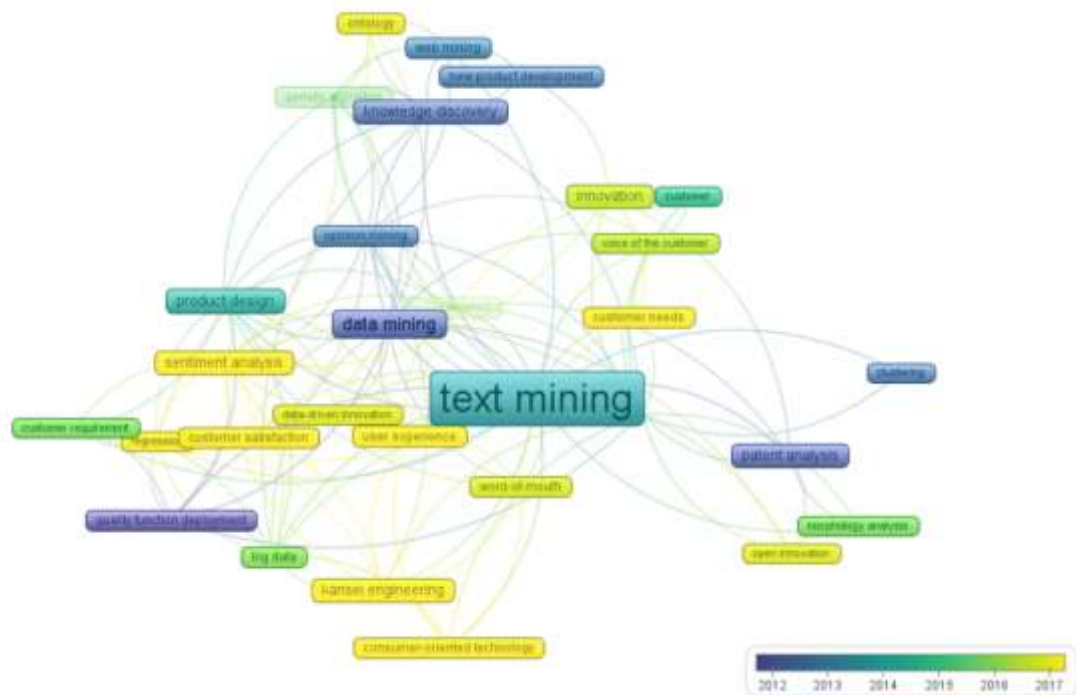 ontology
web mining
new product development
knowledge discovery
innovation
customer
opinion mining
voice of the customer
product design
data mining
customer needs
sentiment analysis
text mining
clustering
data-driven innovation
customer requirement
customer satisfaction
user experience
patent analysis
word-of-mouth
quality function deployment
morphology analysis
big data
open innovation
kansei engineering
consumer-oriented technology
2012 2013 2014 2015 2016 2017